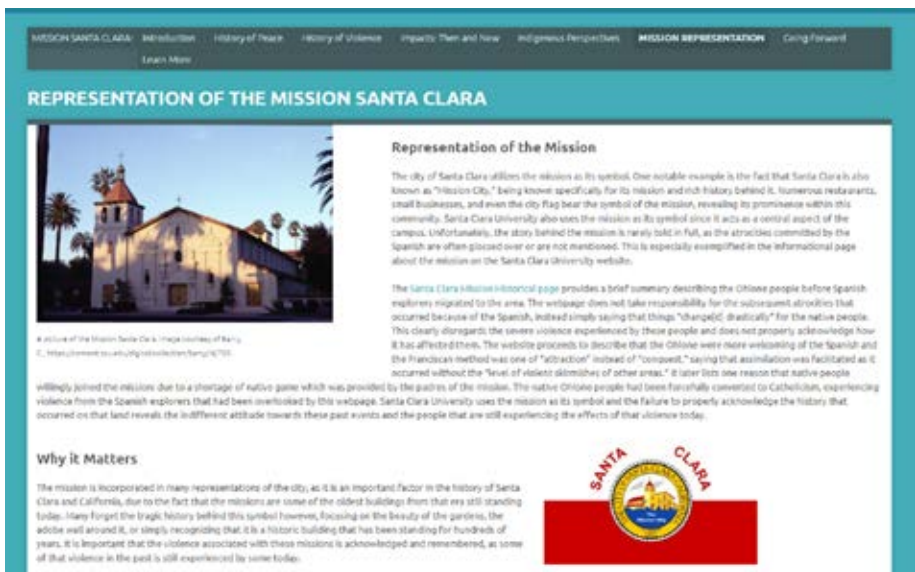 MISSION SANTA CLARA: Introduction History of Peace History of Violence Impacts: Then and Now Indigenous Perspectives MISSION REPRESENTATION Going Forward
Learn More
REPRESENTATION OF THE MISSION SANTA CLARA
Representation of the Mission
The city of Santa Clara utilizes the mission as its symbol. One notable example is the fact that Santa Clara is also
known as "Mission City," being known specifically for its mission and rich history behind it. Numerous restaurants,
small businesses, and even the city flag bear the symbol of the mission, revealing its prominence within this
community. Santa Clara University also uses the mission as its symbol since it acts as a central aspect of the
campus. Unfortunately, the story behind the mission is rarely told in full, as the atrocities committed by the
Spanish are often glossed over or are not mentioned. This is especially exemplified in the informational page
about the mission on the Santa Clara University website.
The Santa Clara Mission Historical page provides a brief summary describing the Ohlone people before Spanish
explorers migrated to the area. The webpage does not take responsibility for the subsequent atrocities that
occurred because of the Spanish, instead simply saying that things "change[d] drastically" for the native people.
This clearly disregards the severe violence experienced by these people and does not properly acknowledge how
it has affected them. The website proceeds to describe that the Ohlone were more welcoming of the Spanish and
the Franciscan method was one of "attraction" instead of "conquest," saying that assimilation was facilitated as it
occurred without the "level of violent skirmishes of other areas." It later lists one reason that native people
willingly joined the missions due to a shortage of native game which was provided by the padres of the mission. The native Ohlone people had been forcefully converted to Catholicism, experiencing
violence from the Spanish explorers that had been overlooked by this webpage. Santa Clara University uses the mission as its symbol and the failure to properly acknowledge the history that
occurred on that land reveals the indifferent attitude towards these past events and the people that are still experiencing the effects of that violence today.
A picture of the Mission Santa Clara. Image courtesy of Barry
Why it Matters
The mission is incorporated in many representations of the city, as it is an important factor in the history of Santa
Clara and California, due to the fact that the missions are some of the oldest buildings from that era still standing
today. Many forget the tragic history behind this symbol however, focusing on the beauty of the gardens, the
adobe wall around it, or simply recognizing that it is a historic building that has been standing for hundreds of
years. It is important that the violence associated with these missions is acknowledged and remembered, as some
of that violence in the past is still experienced by some today.
SANTA CLARA
The Mission City